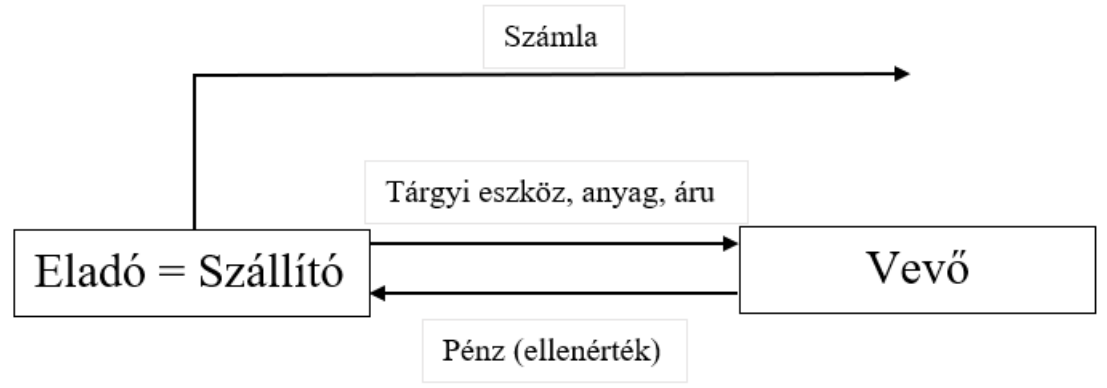 Számla
Tárgyi eszköz, anyag, áru
Eladó = Szállító
Vevő
Pénz (ellenérték)